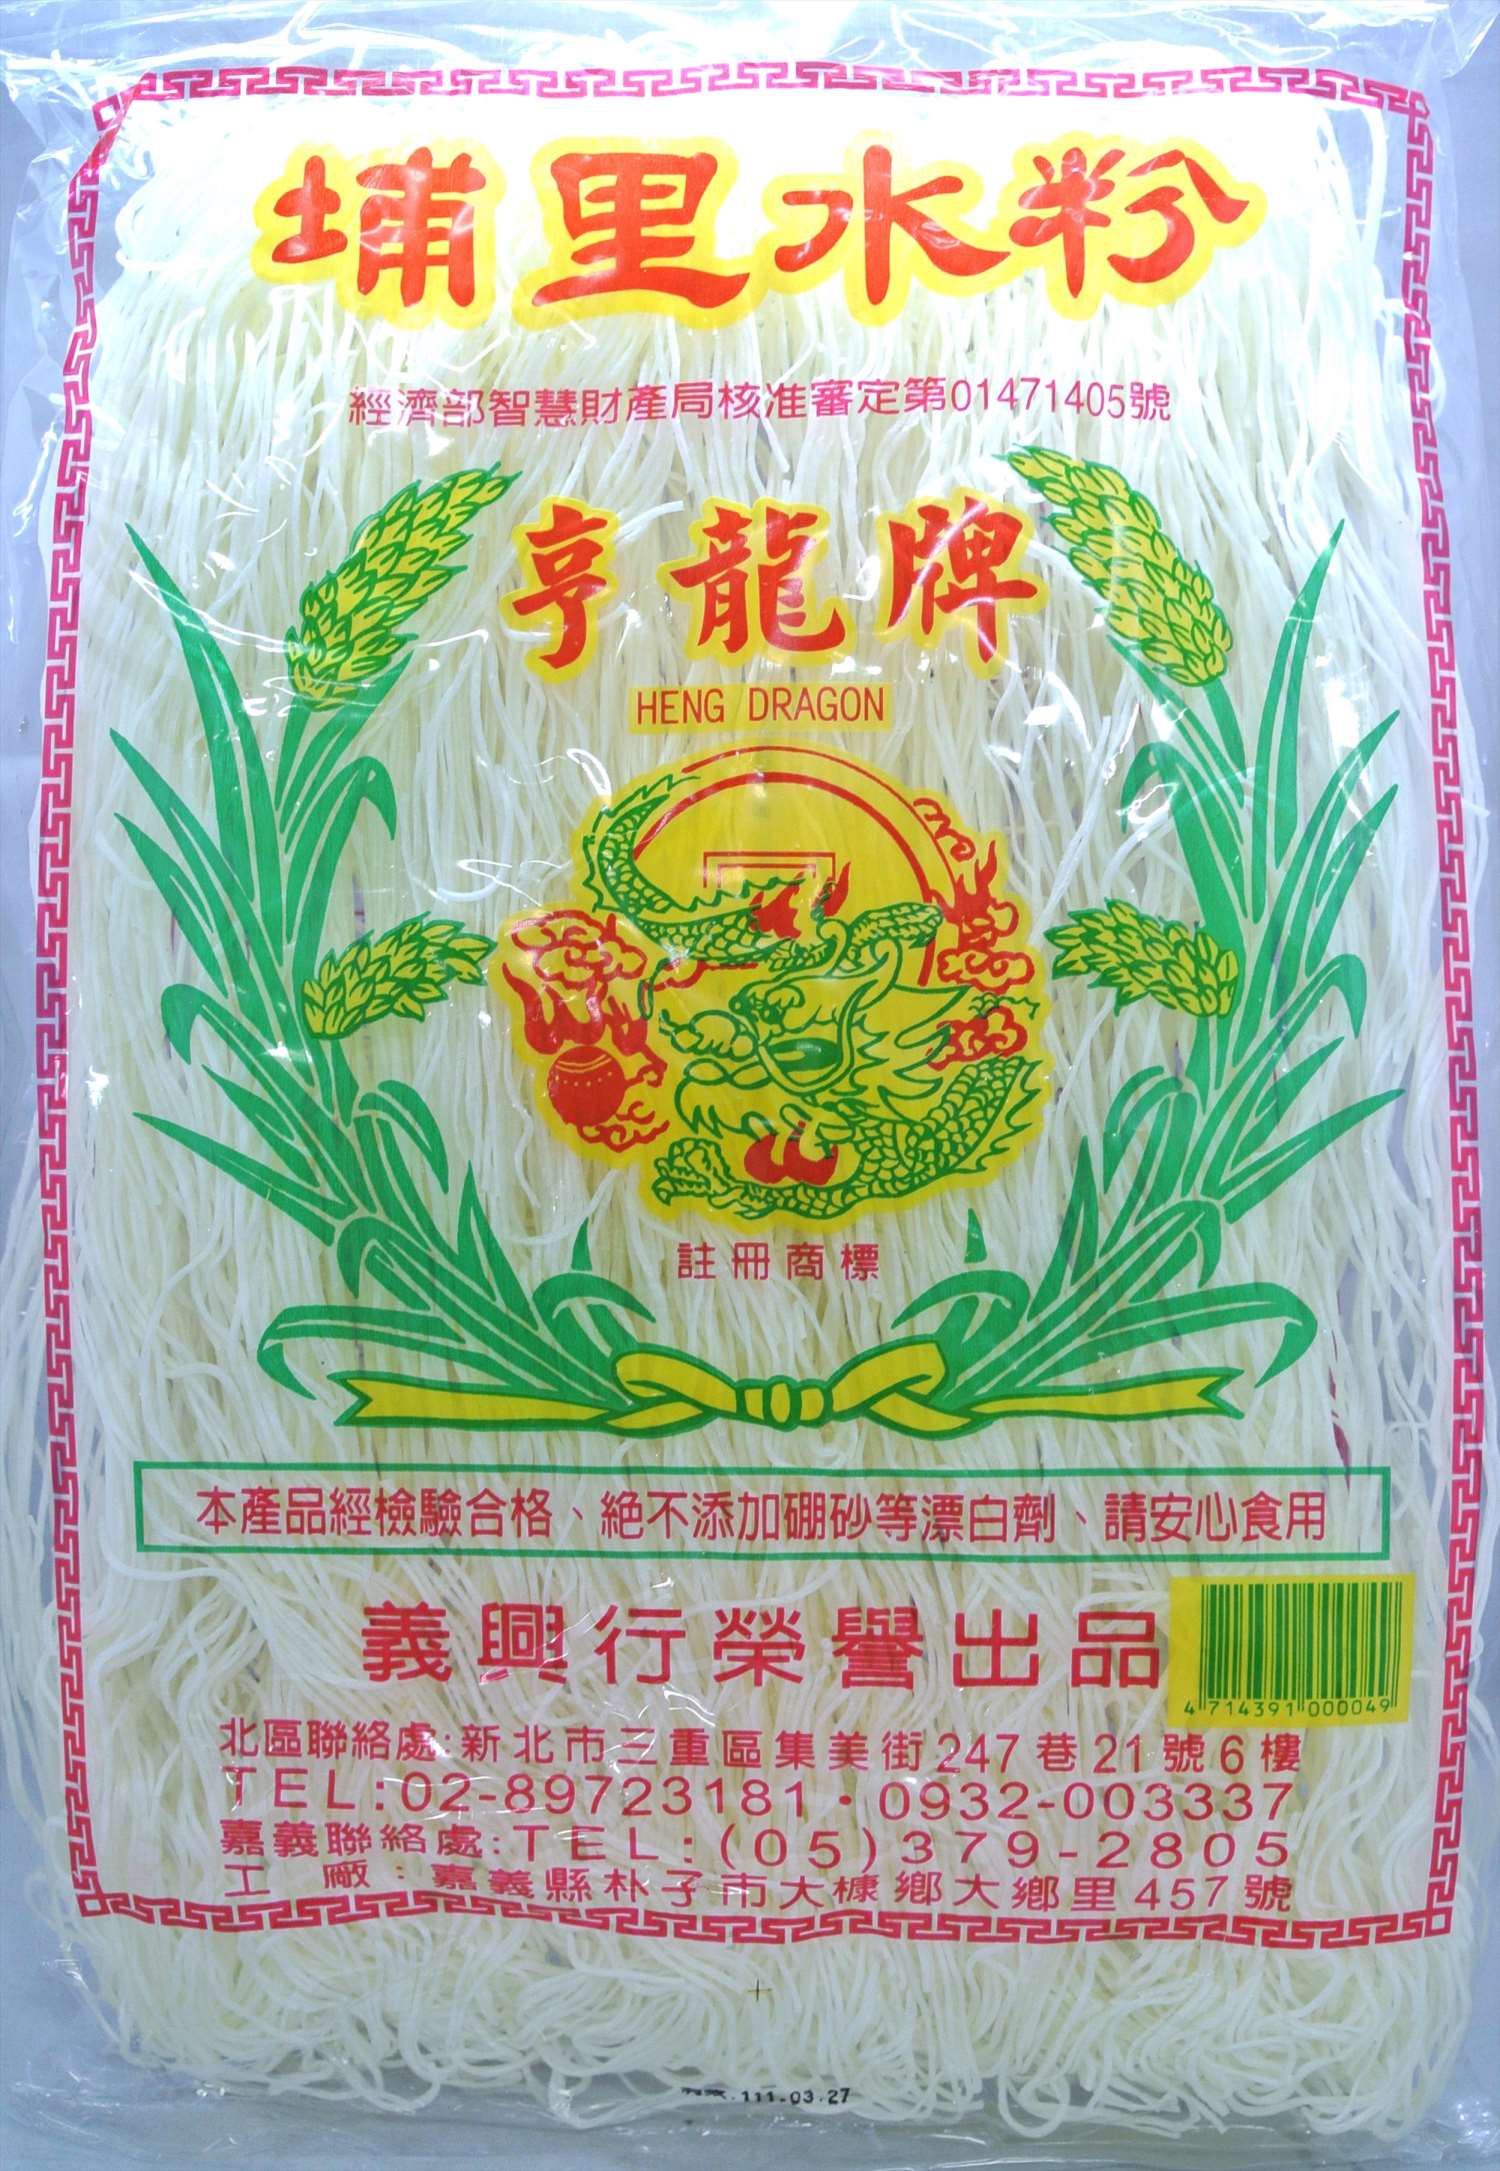 埔里水粉
經濟部智慧財產局核准審定第01471405號
亨龍牌
HENG DRAGON
註冊商標
本產品經檢驗合格、絕不添加硼砂等漂白劑、請安心食用
義興行榮譽出品
4 714391 000049
北區聯絡處:新北市三重區集美街247巷21號6樓
TEL:02-89723181・0932-003337
嘉義聯絡處:TEL:(05)379-2805
工廠:嘉義縣朴子市大槺鄉大鄉里457號
111.03.27